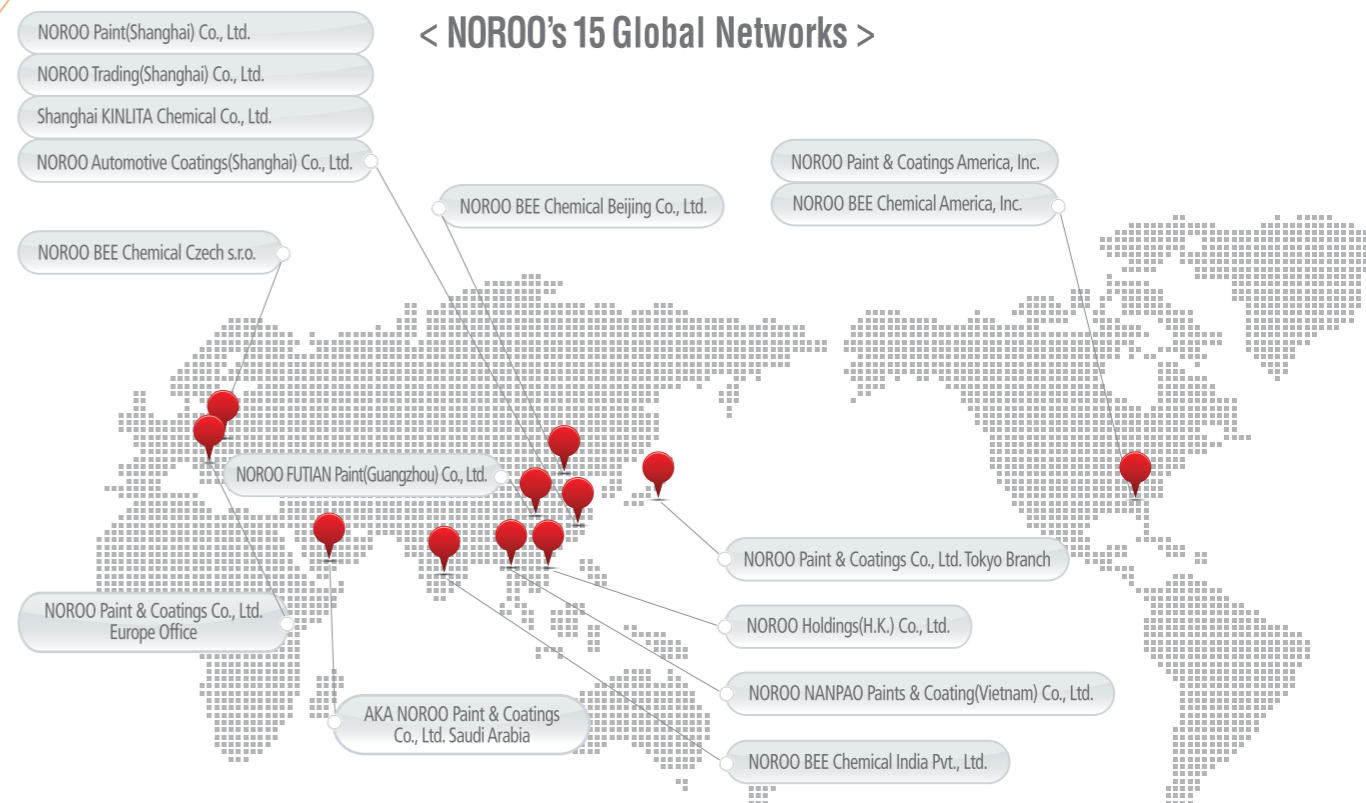 < NOROO's 15 Global Networks >
NOROO Paint(Shanghai) Co., Ltd.
NOROO Trading(Shanghai) Co., Ltd.
Shanghai KINLITA Chemical Co., Ltd.
NOROO Automotive Coatings(Shanghai) Co., Ltd.
NOROO Paint & Coatings America, Inc.
NOROO BEE Chemical America, Inc.
NOROO BEE Chemical Beijing Co., Ltd.
NOROO BEE Chemical Czech s.r.o.
NOROO FUTIAN Paint(Guangzhou) Co., Ltd.
NOROO Paint & Coatings Co., Ltd. Tokyo Branch
NOROO Paint & Coatings Co., Ltd.
Europe Office
NOROO Holdings(H.K.) Co., Ltd.
NOROO NANPAO Paints & Coating(Vietnam) Co., Ltd.
AKA NOROO Paint & Coatings
Co., Ltd. Saudi Arabia
NOROO BEE Chemical India Pvt., Ltd.